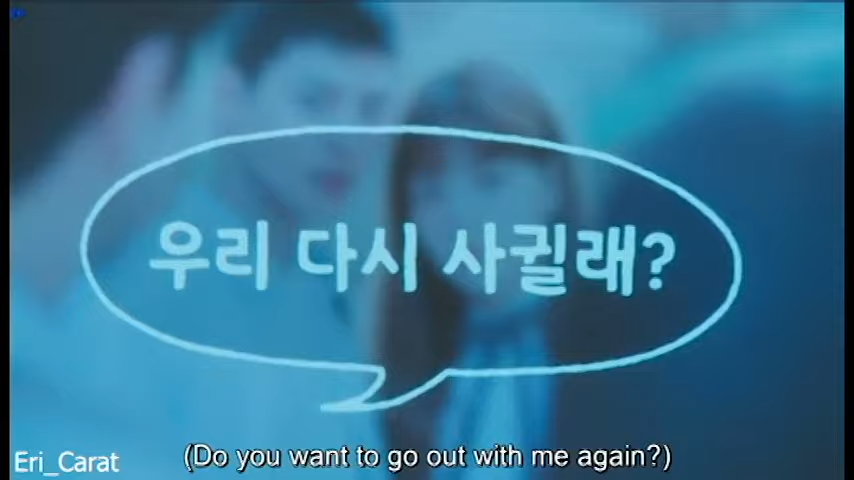 우리 다시 사귈래?
(Do you want to go out with me again?)
Eri_Carat